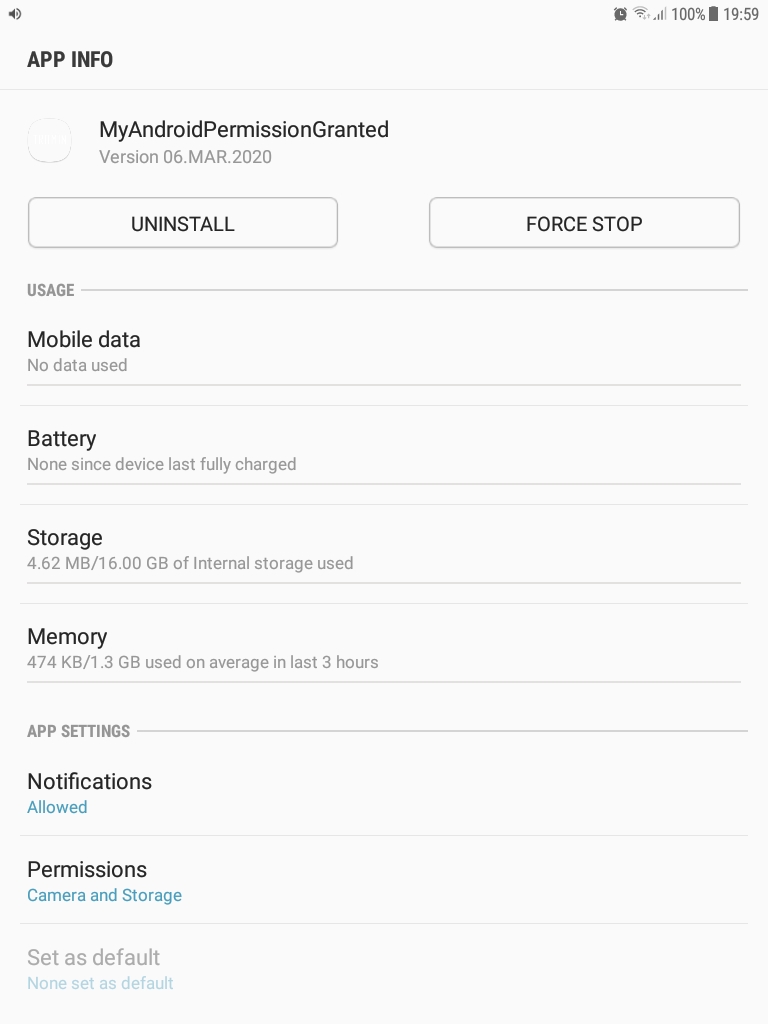 100% 19:59
APP INFO
MyAndroidPermissionGranted
Version 06.MAR.2020
UNINSTALL
FORCE STOP
USAGE
Mobile data
No data used
Battery
None since device last fully charged
Storage
4.62 MB/16.00 GB of Internal storage used
Memory
474 KB/1.3 GB used on average in last 3 hours
APP SETTINGS
Notifications
Allowed
Permissions
Camera and Storage
Set as default
None set as default